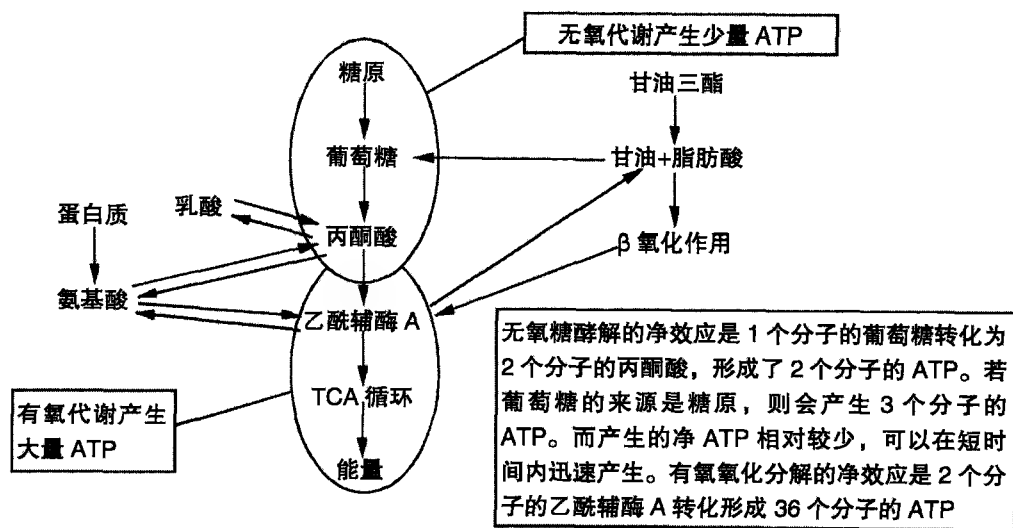 无氧代谢产生少量 ATP
糖原
甘油三酯
葡萄糖
甘油+脂肪酸
乳酸
蛋白质
丙酮酸
β 氧化作用
氨基酸
乙酰辅酶 A
无氧糖酵解的净效应是 1 个分子的葡萄糖转化为
2 个分子的丙酮酸，形成了 2 个分子的 ATP。若
葡萄糖的来源是糖原，则会产生 3 个分子的
ATP。而产生的净 ATP 相对较少，可以在短时
间内迅速产生。有氧氧化分解的净效应是 2 个分
子的乙酰辅酶 A 转化形成 36 个分子的 ATP
TCA 循环
有氧代谢产生
大量 ATP
能量